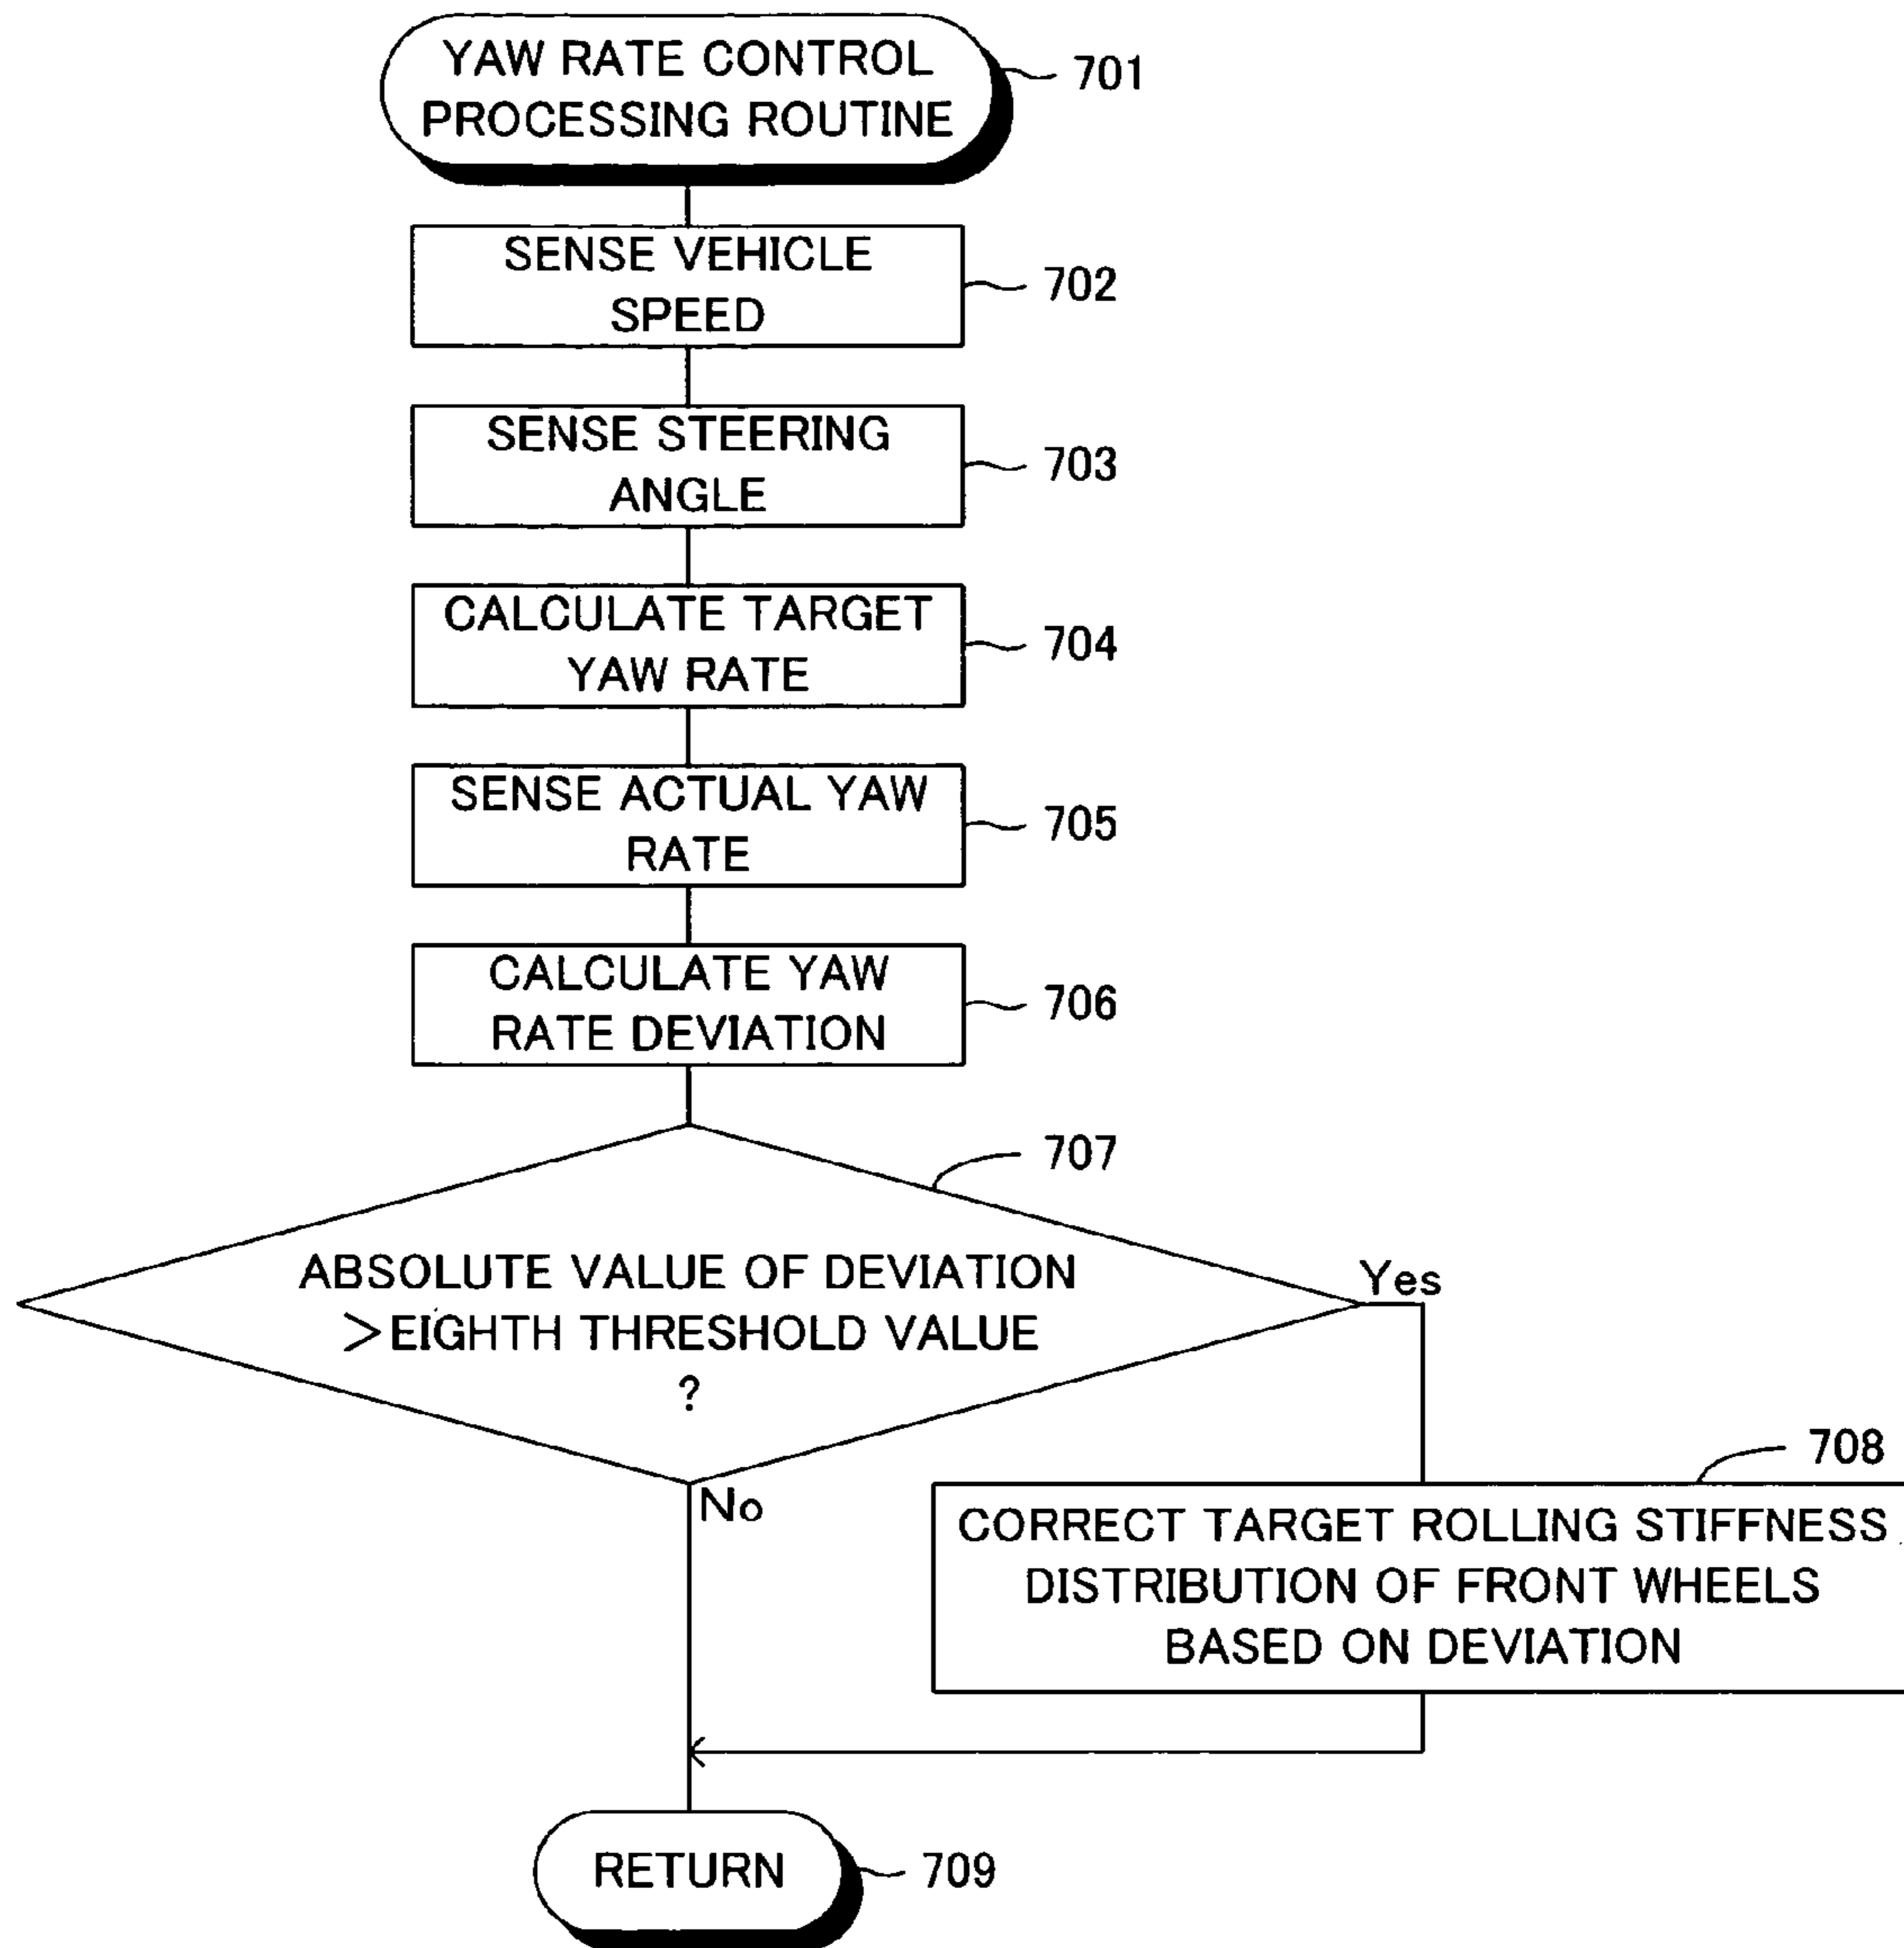 YAW RATE CONTROL
PROCESSING ROUTINE
701
SENSE VEHICLE
SPEED
702
SENSE STEERING
ANGLE
703
CALCULATE TARGET
YAW RATE
704
SENSE ACTUAL YAW
RATE
705
CALCULATE YAW
RATE DEVIATION
706
707
ABSOLUTE VALUE OF DEVIATION
>EIGHTH THRESHOLD VALUE
?
Yes
No
708
CORRECT TARGET ROLLING STIFFNESS
DISTRIBUTION OF FRONT WHEELS
BASED ON DEVIATION
RETURN
709